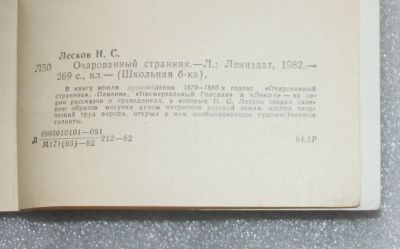 Лесков Н. С.
Л50 Очарованный странник.—Л.: Лениздат, 1982.—
269 с., ил.— (Школьная б-ка).
В книгу вошли произведения 1870—1880-х годов: «Очарованный
странник», «Павлин», «Несмертельный Голован» и «Левша» — из се-
рии рассказов о праведниках, в которых Н. С. Лесков создал гале-
рею образов могучих духом патриотов русской земли, воспел твор-
ческий труд народа, открыл в нем необыкновенные художественные
таланты.
Л 4803010101—091
М171(03)—82 212—82
84.3Р